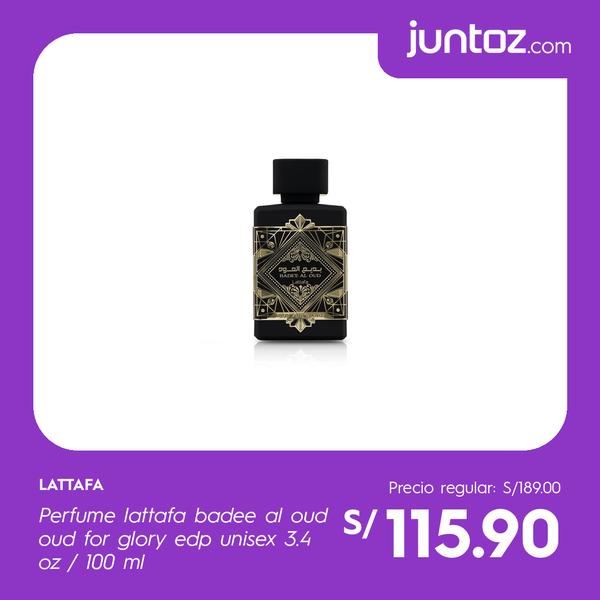 juntoz.com
بديع العود
BADEE AL OUD
Lattafa
LATTAFA
Perfume lattafa badee al oud
oud for glory edp unisex 3.4
oz / 100 ml
Precio regular: S/189.00
S/115.90